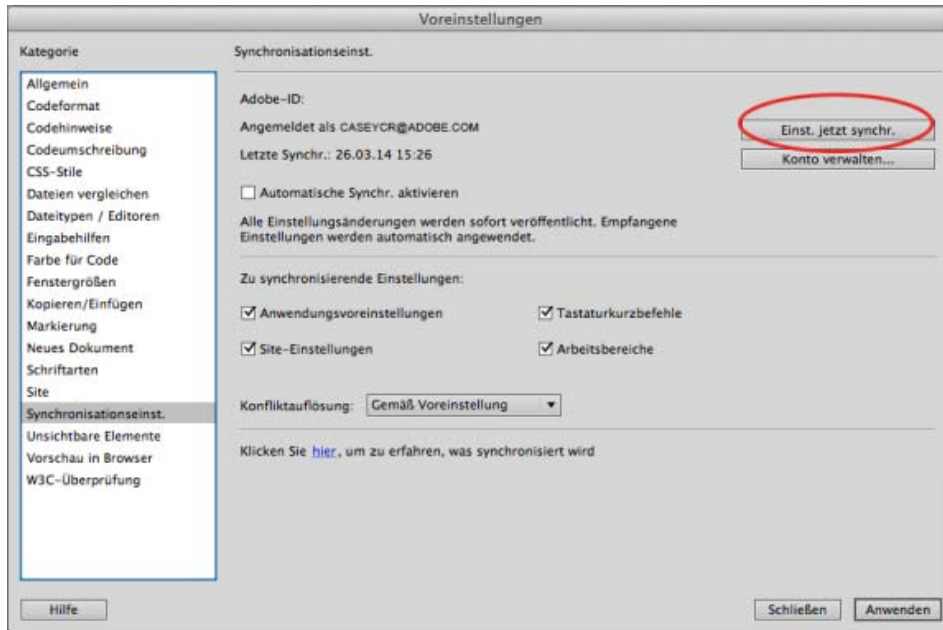 Voreinstellungen
Kategorie
Allgemein
Codeformat
Codehinweise
Codeumschreibung
CSS-Stile
Dateien vergleichen
Dateitypen / Editoren
Eingabehilfen
Farbe für Code
Fenstergrößen
Kopieren/Einfügen
Markierung
Neues Dokument
Schriftarten
Site
Synchronisationseinst.
Unsichtbare Elemente
Vorschau in Browser
W3C-Überprüfung
Synchronisationseinst.
Adobe-ID:
Angemeldet als CASEYCR@ADOBE.COM
Einst. jetzt synchr.
Letzte Synchr.: 26.03.14 15:26
Konto verwalten...
Automatische Synchr. aktivieren
Alle Einstellungsänderungen werden sofort veröffentlicht. Empfangene
Einstellungen werden automatisch angewendet.
Zu synchronisierende Einstellungen:
Anwendungsvoreinstellungen
Tastaturkurzbefehle
Site-Einstellungen
Arbeitsbereiche
Konfliktauflösung: Gemäß Voreinstellung
Klicken Sie hier, um zu erfahren, was synchronisiert wird
Hilfe
Schließen
Anwenden